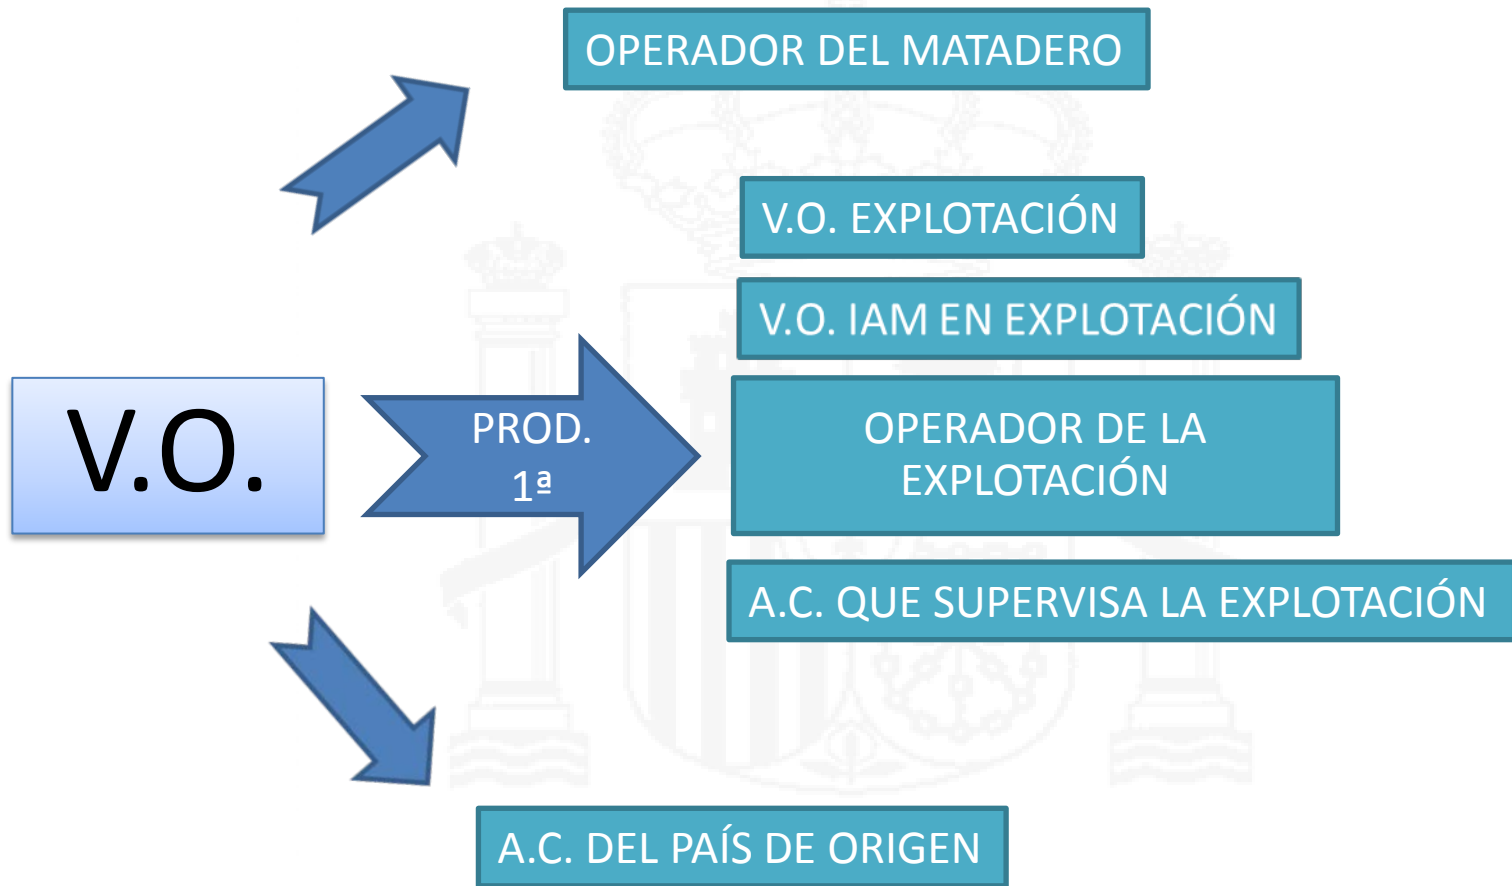 OPERADOR DEL MATADERO
V.O. EXPLOTACIÓN
V.O. IAM EN EXPLOTACIÓN
V.O.
PROD.
1ª
OPERADOR DE LA
EXPLOTACIÓN
A.C. QUE SUPERVISA LA EXPLOTACIÓN
A.C. DEL PAÍS DE ORIGEN